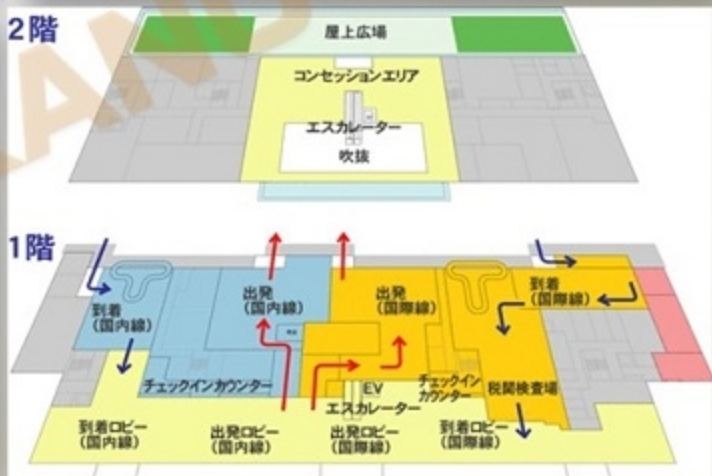 2階
屋上広場
コンセッションエリア
エスカレーター
吹抜
1階
到着
(国内線)
出発
(国内線)
出発
(国際線)
到着
(国際線)
チェックインカウンター
EV
エスカレーター
チェックイン
カウンター
税関検査場
到着ロビー
(国内線)
出発ロビー
(国内線)
出発ロビー
(国際線)
到着ロビー
(国際線)